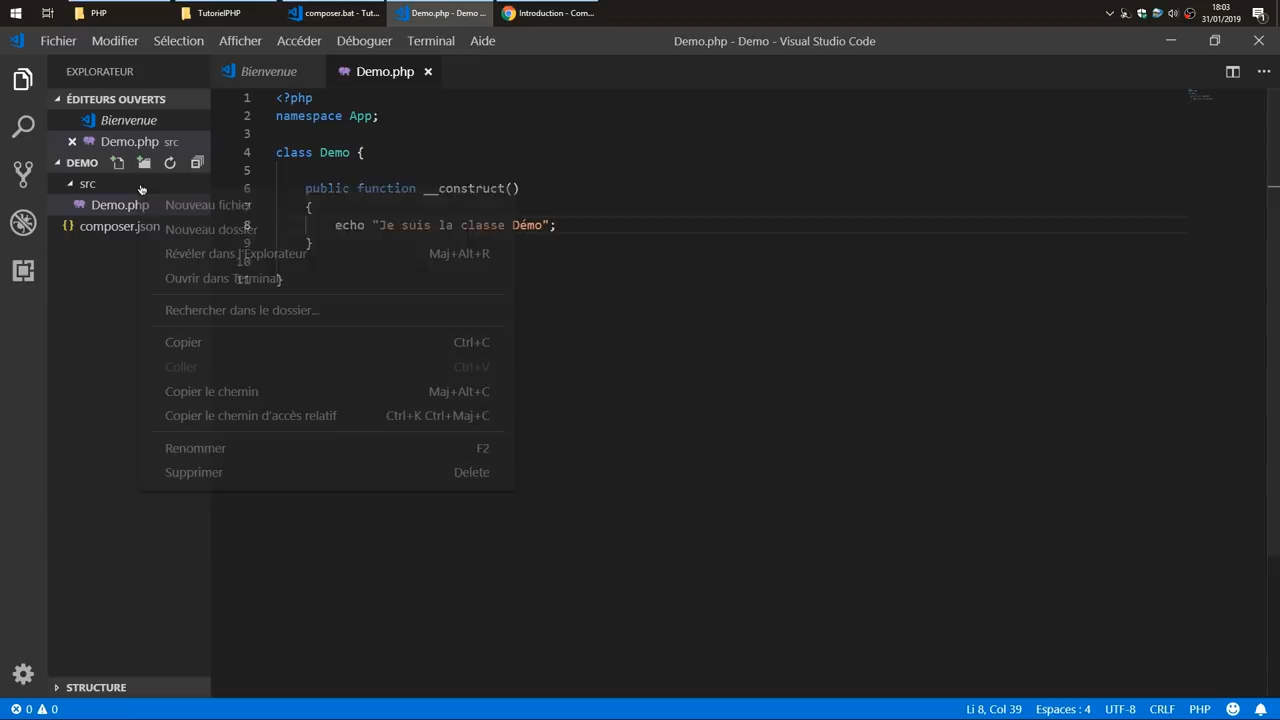 PHP
TutorielPHP
composer.bat - Tut...
Demo.php - Demo ...
Introduction - Com...
18:03
31/01/2019
Fichier Modifier Sélection Afficher Accéder Déboguer Terminal Aide
Demo.php - Demo - Visual Studio Code
EXPLORATEUR
Bienvenue
Demo.php
ÉDITEURS OUVERTS
Bienvenue
Demo.php src
DEMO
src
Demo.php
composer.json
1 <?php
2 namespace App;
3
4 class Demo {
5
6 public function __construct()
7 {
8 echo "Je suis la classe Démo";
9 }
10
11 }
Nouveau fichier
Nouveau dossier
Révéler dans l'Explorateur Maj+Alt+R
Ouvrir dans Terminal
Rechercher dans le dossier...
Copier Ctrl+C
Coller Ctrl+V
Copier le chemin Maj+Alt+C
Copier le chemin d'accès relatif Ctrl+K Ctrl+Maj+C
Renommer F2
Supprimer Delete
STRUCTURE
0 0
Li 8, Col 39 Espaces : 4 UTF-8 CRLF PHP